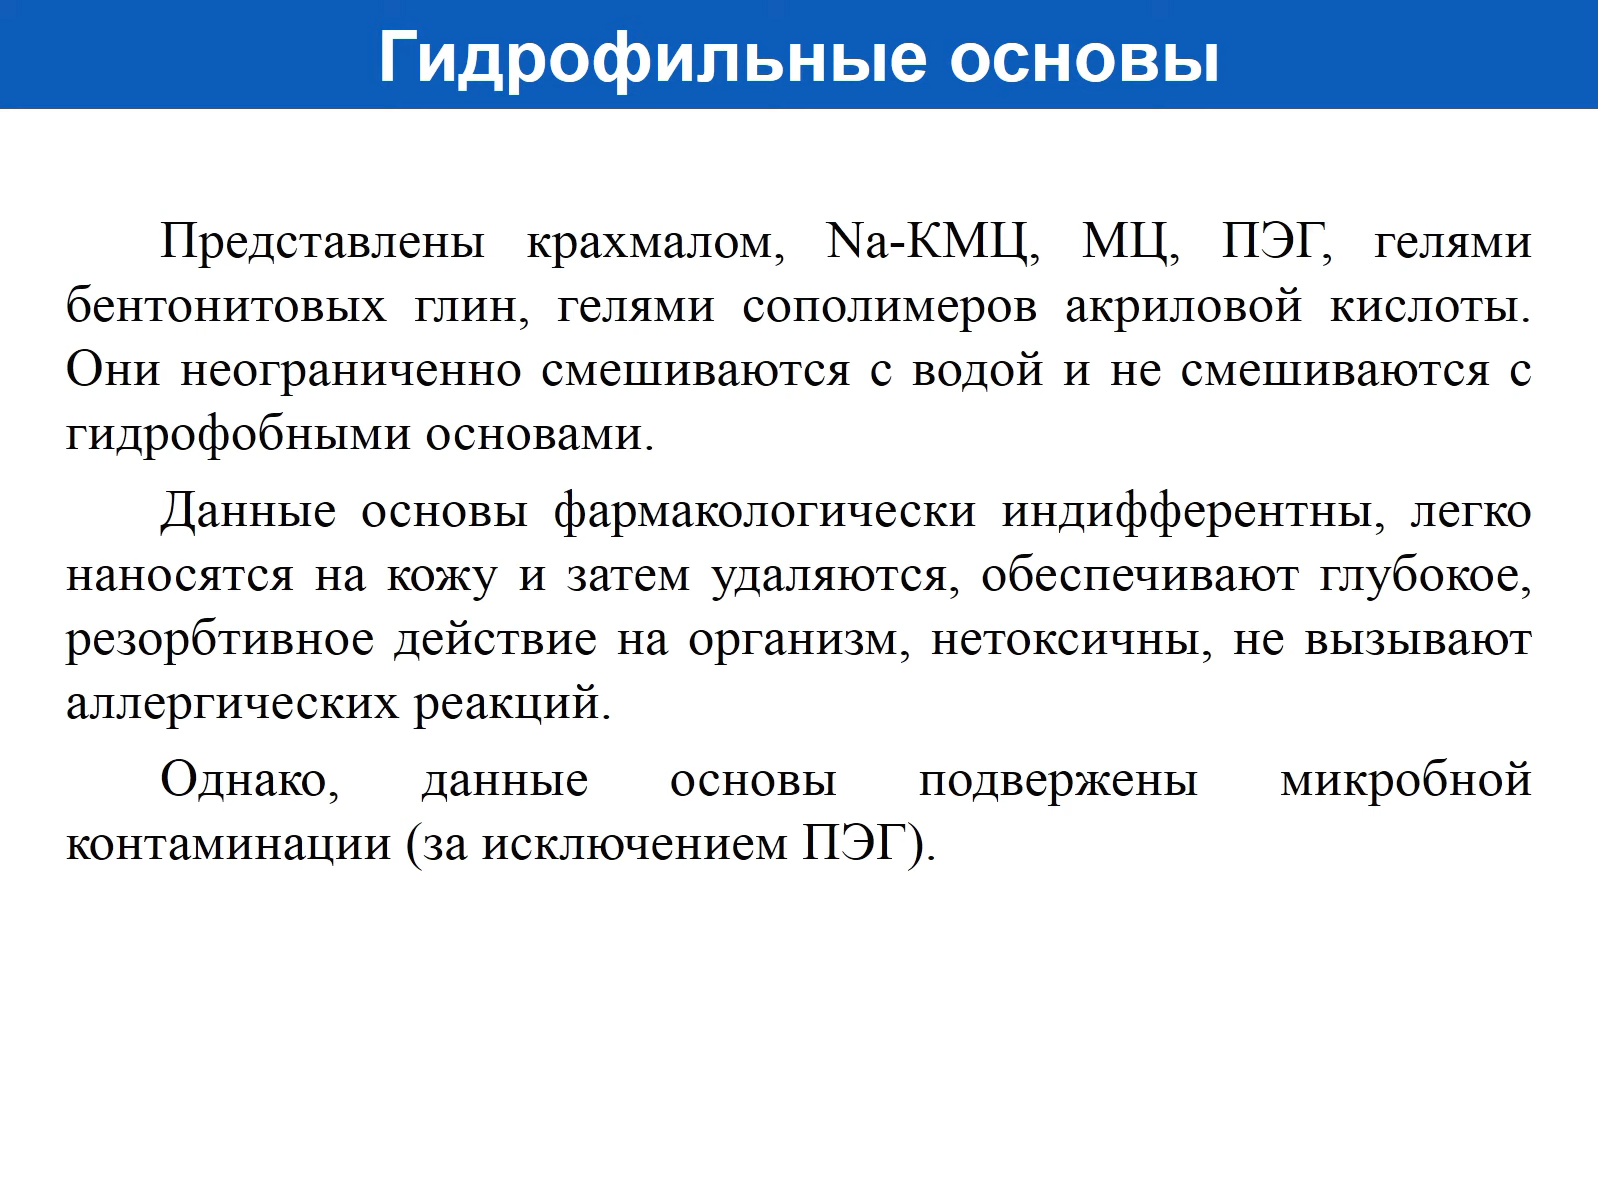 Гидрофильные основы
Представлены крахмалом, Na-КМЦ, МЦ, ПЭГ, гелями
бентонитовых глин, гелями сополимеров акриловой кислоты.
Они неограниченно смешиваются с водой и не смешиваются с
гидрофобными основами.
Данные основы фармакологически индифферентны, легко
наносятся на кожу и затем удаляются, обеспечивают глубокое,
резорбтивное действие на организм, нетоксичны, не вызывают
аллергических реакций.
Однако, данные основы подвержены микробной
контаминации (за исключением ПЭГ).